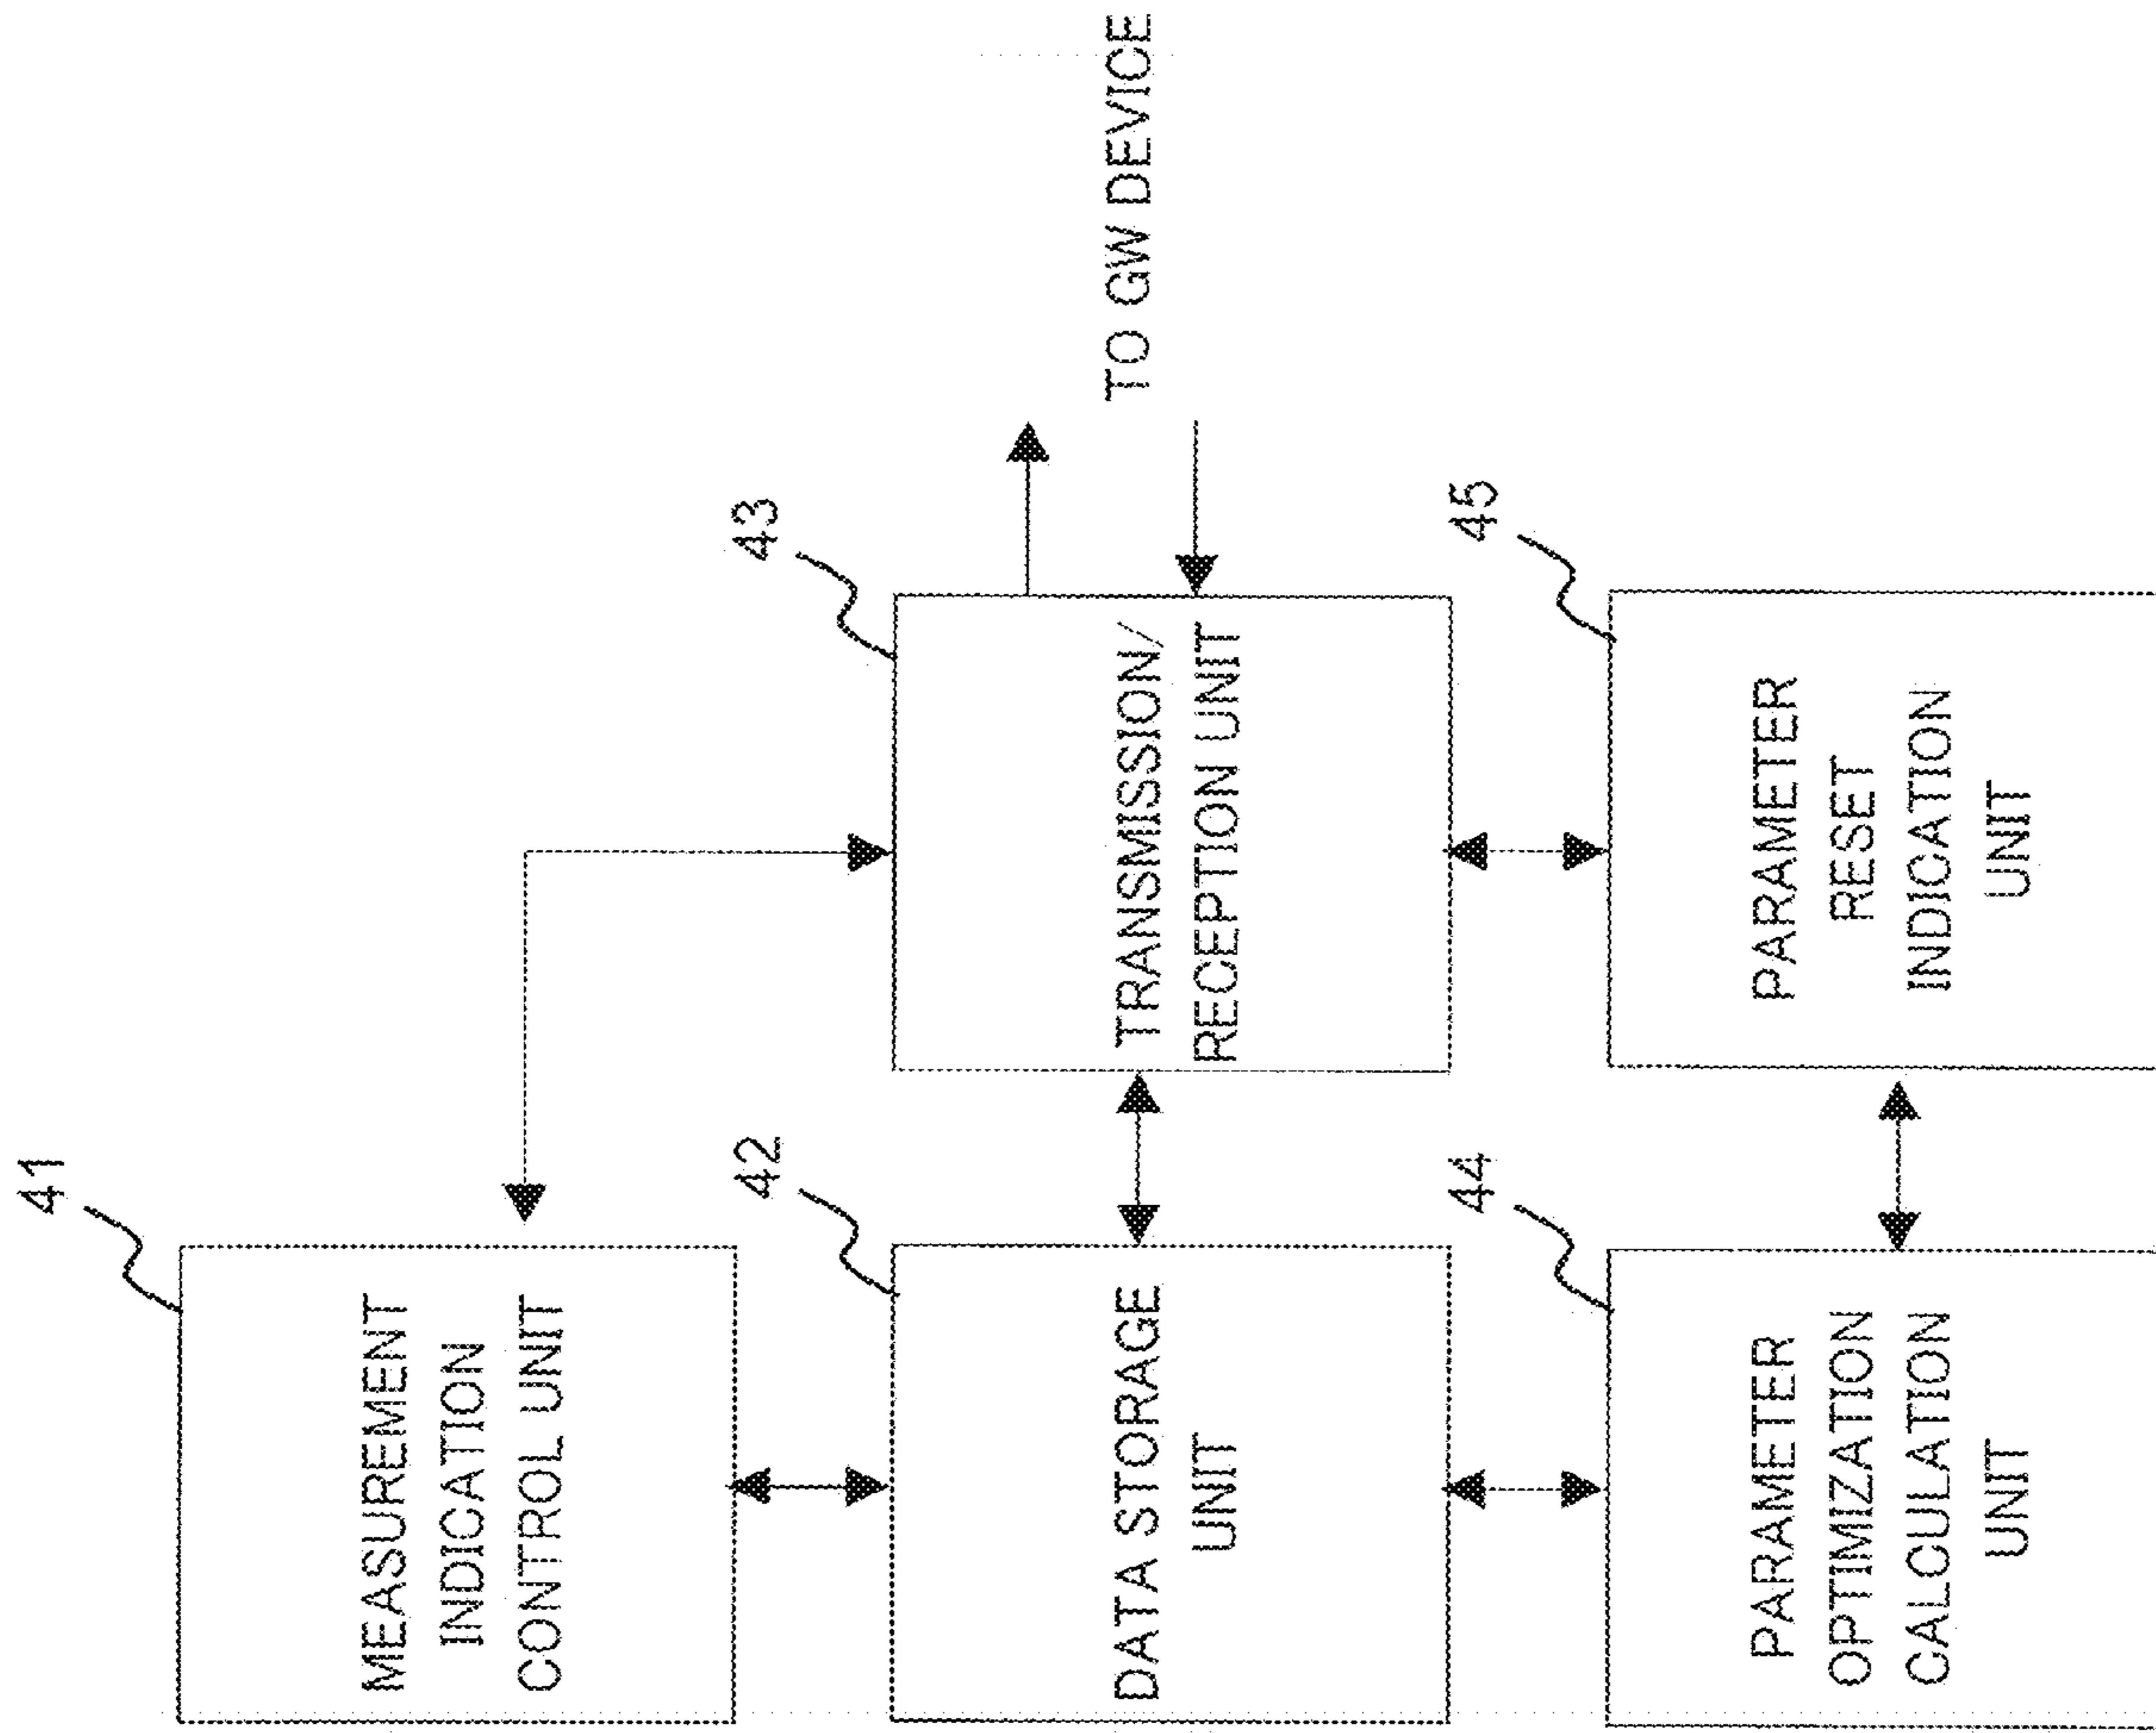 41
MEASUREMENT
INDICATION
CONTROL UNIT
42
DATA STORAGE
UNIT
43
TRANSMISSION/
RECEPTION UNIT
TO GW DEVICE
44
PARAMETER
OPTIMIZATION
CALCULATION
UNIT
45
PARAMETER
RESET
INDICATION
UNIT